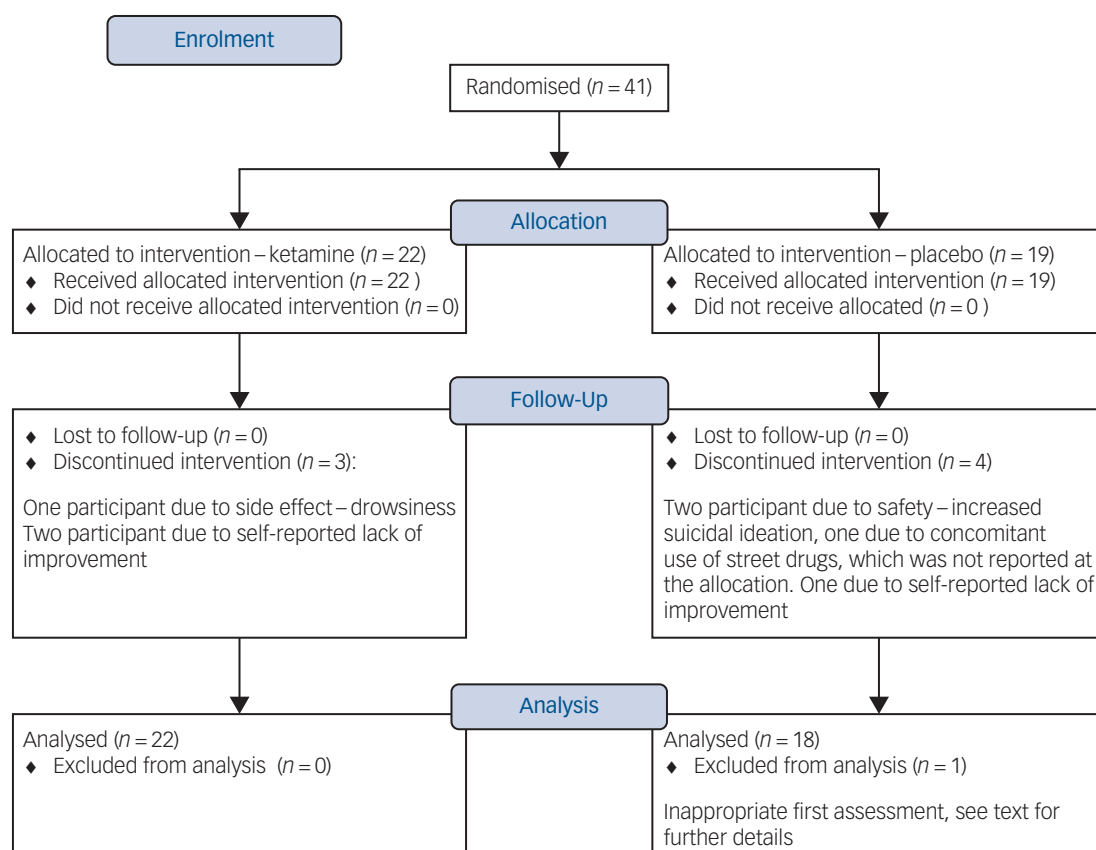 Enrolment
Randomised (n = 41)
Allocation
Allocated to intervention – ketamine (n = 22)
♦ Received allocated intervention (n = 22 )
♦ Did not receive allocated intervention (n = 0)
Allocated to intervention – placebo (n = 19)
♦ Received allocated intervention (n = 19)
♦ Did not receive allocated (n = 0 )
Follow-Up
♦ Lost to follow-up (n = 0)
♦ Discontinued intervention (n = 3):
One participant due to side effect – drowsiness
Two participant due to self-reported lack of
improvement
♦ Lost to follow-up (n = 0)
♦ Discontinued intervention (n = 4)
Two participant due to safety – increased
suicidal ideation, one due to concomitant
use of street drugs, which was not reported at
the allocation. One due to self-reported lack of
improvement
Analysis
Analysed (n = 22)
♦ Excluded from analysis (n = 0)
Analysed (n = 18)
♦ Excluded from analysis (n = 1)
Inappropriate first assessment, see text for
further details